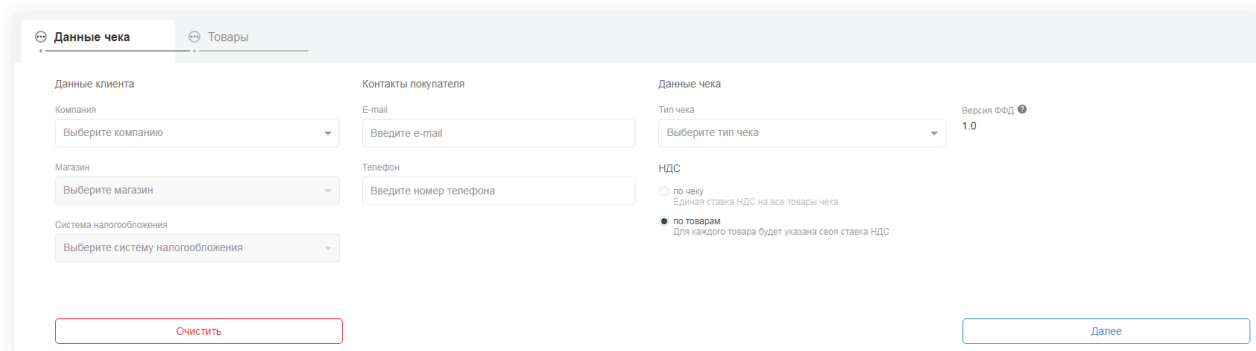 Данные чека
Товары
Данные клиента
Компания
Выберите компанию
Магазин
Выберите магазин
Система налогообложения
Выберите систему налогообложения
Контакты покупателя
E-mail
Введите e-mail
Телефон
Введите номер телефона
Данные чека
Тип чека
Выберите тип чека
НДС
по чеку
Единая ставка НДС на все товары чека
по товарам
Для каждого товара будет указана своя ставка НДС
Версия ФФД ?
1.0
Очистить
Далее